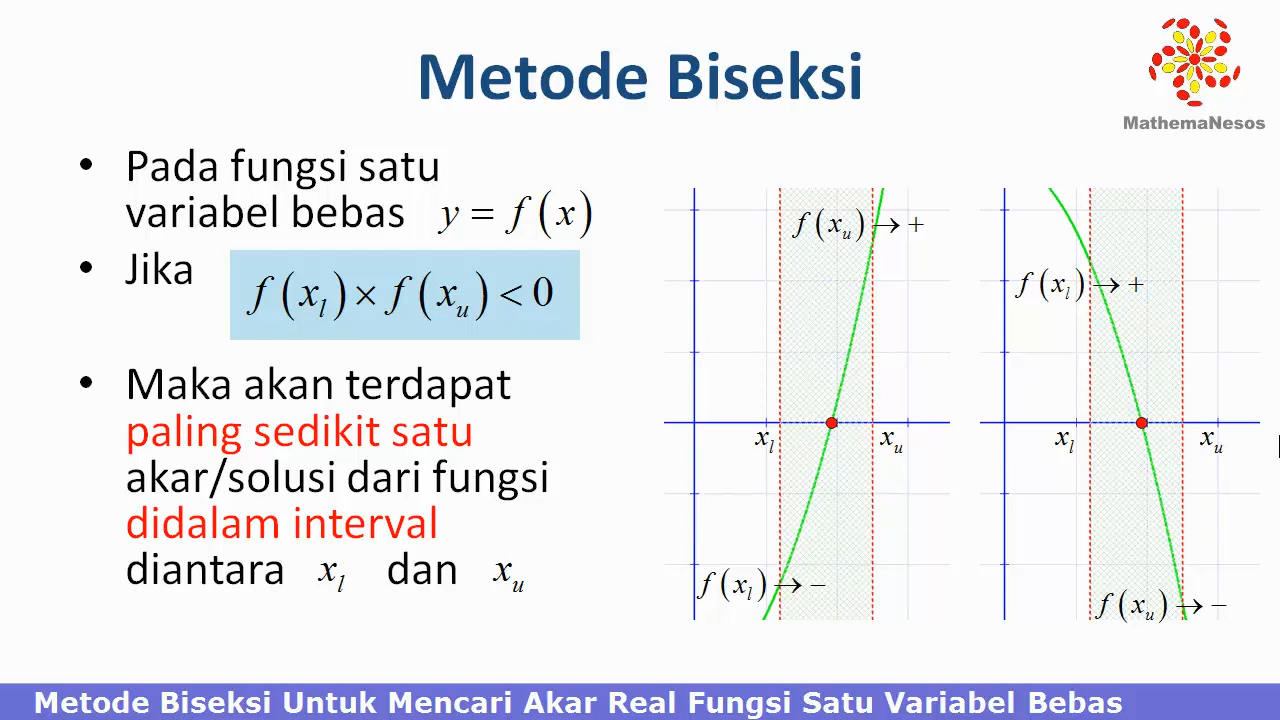 Metode Biseksi
MathemaNesos
• Pada fungsi satu
variabel bebas y = f(x)
• Jika f(x_l) × f(x_u) < 0
• Maka akan terdapat
paling sedikit satu
akar/solusi dari fungsi
didalam interval
diantara x_l dan x_u
f(x_u) → +
x_l x_u
f(x_l) → −
f(x_l) → +
x_l x_u
f(x_u) → −
Metode Biseksi Untuk Mencari Akar Real Fungsi Satu Variabel Bebas